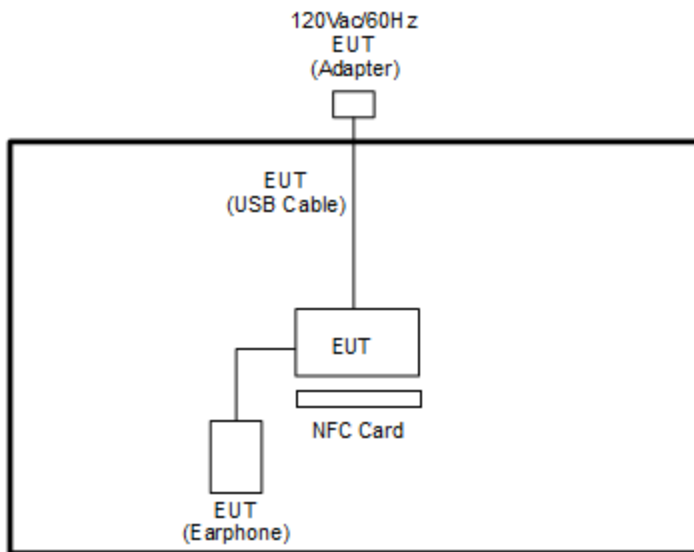 120Vac/60Hz
EUT
(Adapter)
EUT
(USB Cable)
EUT
NFC Card
EUT
(Earphone)